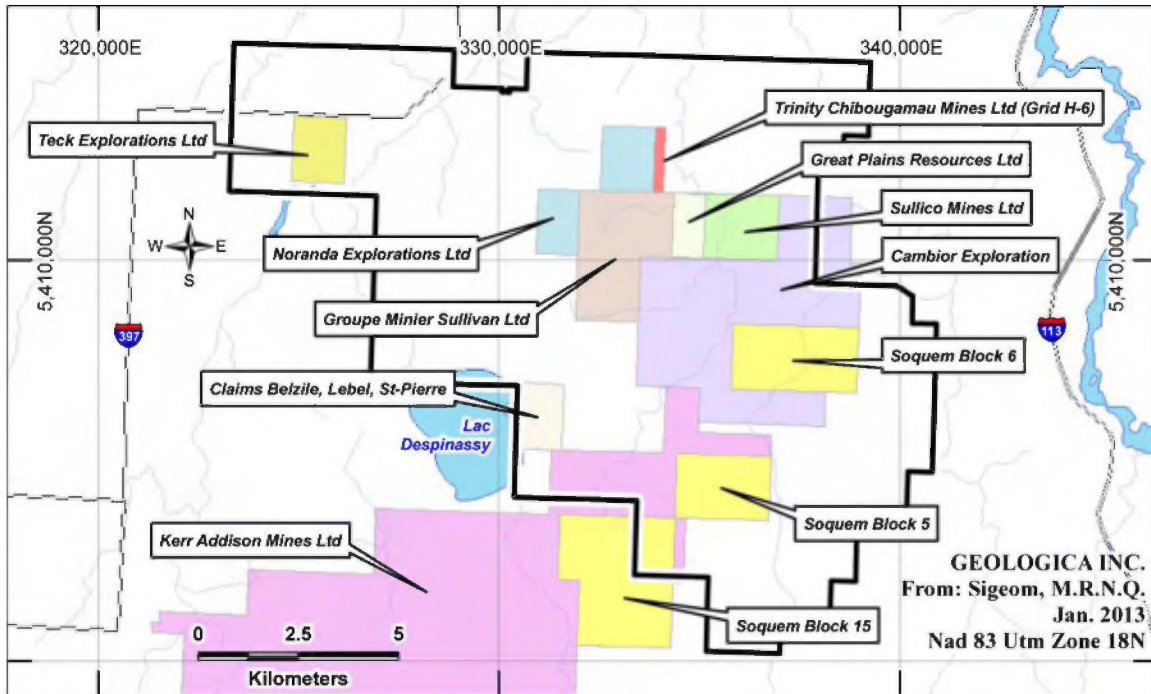 320,000E
330,000E
340,000E
Trinity Chibougamau Mines Ltd (Grid H-6)
Teck Explorations Ltd
Great Plains Resources Ltd
Sullico Mines Ltd
N
W E
S
Noranda Explorations Ltd
Cambior Exploration
5,410,000N
5,410,000N
Groupe Minier Sullivan Ltd
397
113
Soquem Block 6
Claims Belzile, Lebel, St-Pierre
Lac
Despinassy
Soquem Block 5
Kerr Addison Mines Ltd
Soquem Block 15
0 2.5 5
Kilometers
GEOLOGICA INC.
From: Sigeom, M.R.N.Q.
Jan. 2013
Nad 83 Utm Zone 18N